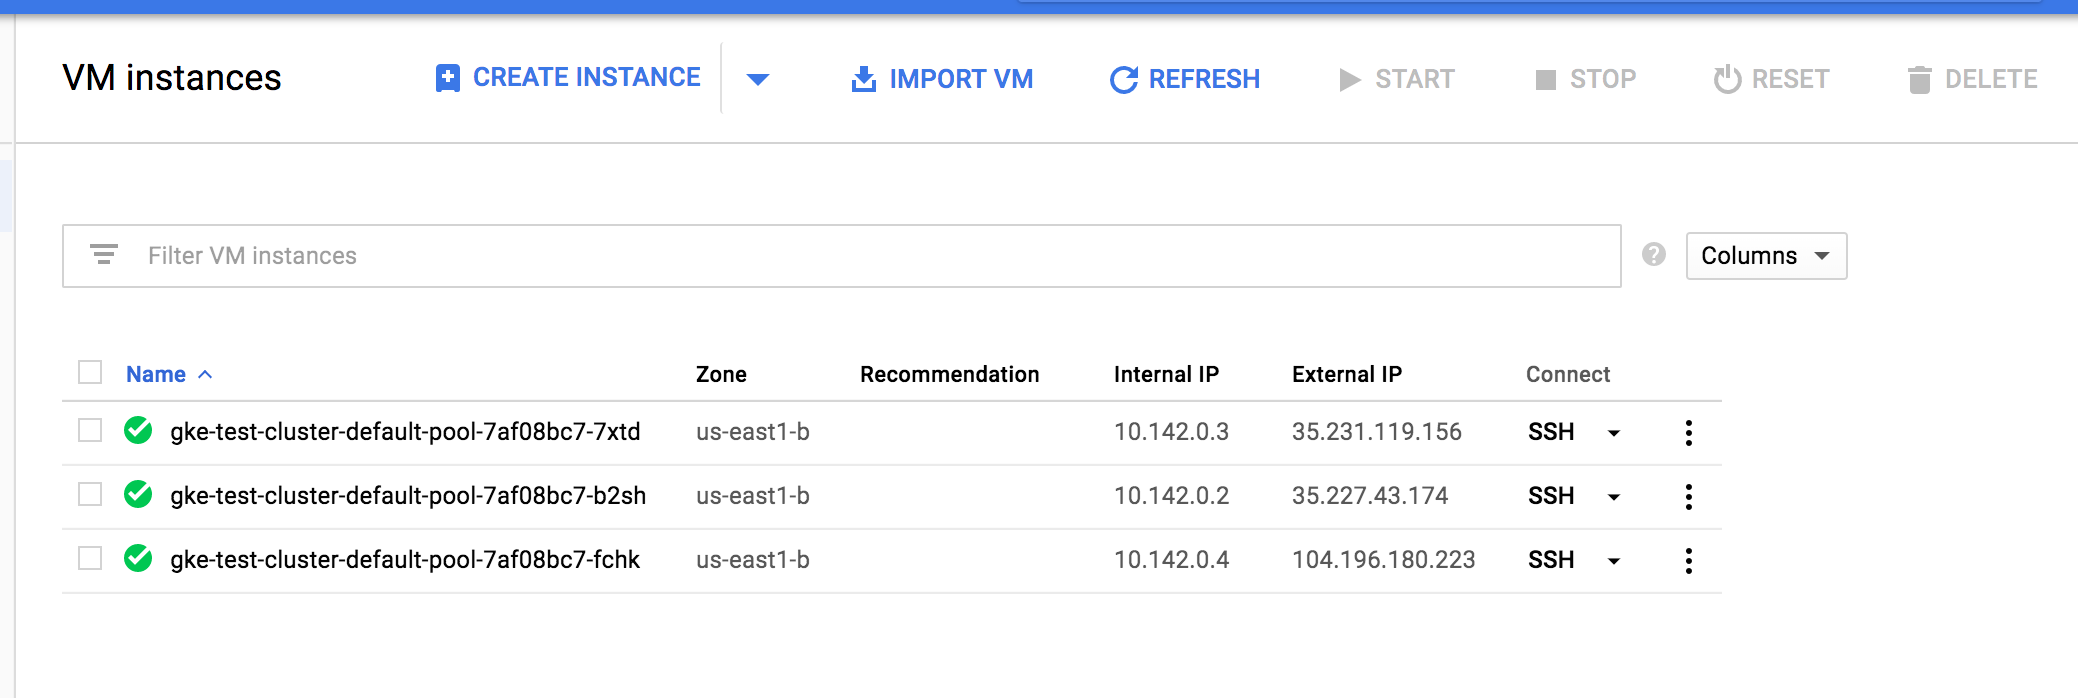 VM instances CREATE INSTANCE IMPORT VM REFRESH START STOP RESET DELETE
Filter VM instances ? Columns
Name Zone Recommendation Internal IP External IP Connect
gke-test-cluster-default-pool-7af08bc7-7xtd us-east1-b 10.142.0.3 35.231.119.156 SSH
gke-test-cluster-default-pool-7af08bc7-b2sh us-east1-b 10.142.0.2 35.227.43.174 SSH
gke-test-cluster-default-pool-7af08bc7-fchk us-east1-b 10.142.0.4 104.196.180.223 SSH